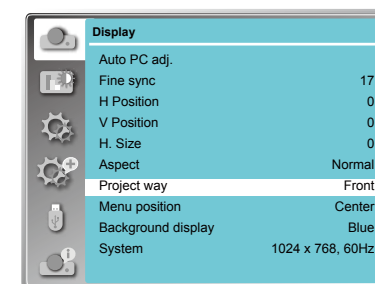 Display
Auto PC adj.
Fine sync 17
H Position 0
V Position 0
H. Size 0
Aspect Normal
Project way Front
Menu position Center
Background display Blue
System 1024 x 768, 60Hz